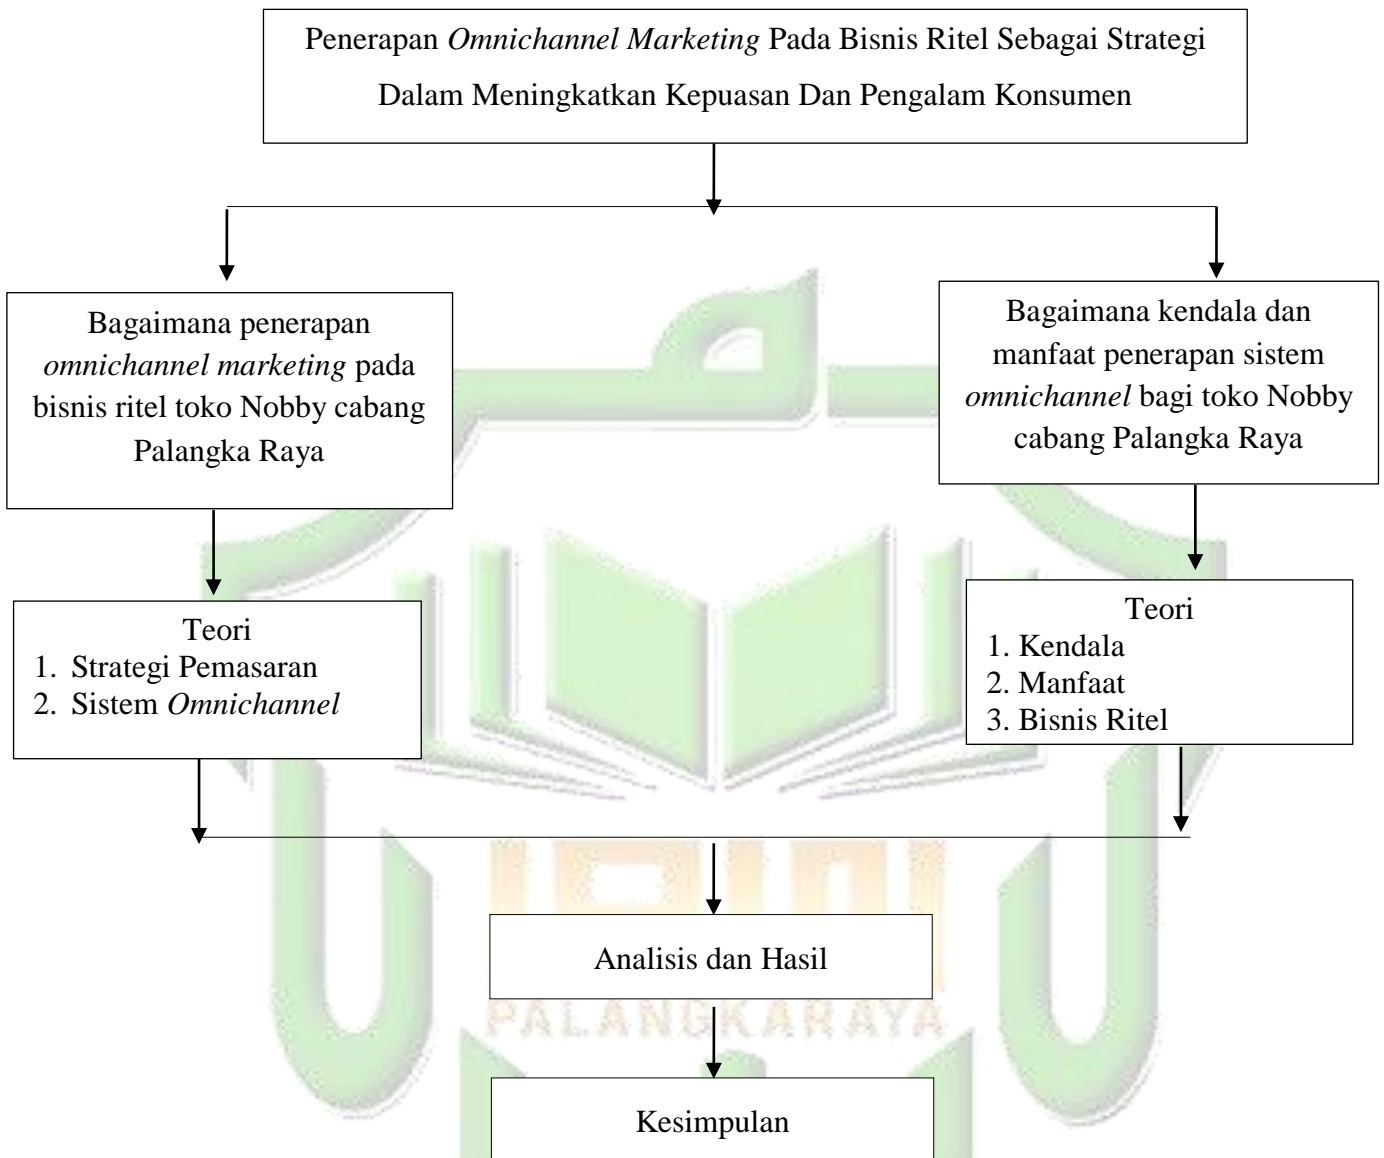 Penerapan Omnichannel Marketing Pada Bisnis Ritel Sebagai Strategi
Dalam Meningkatkan Kepuasan Dan Pengalam Konsumen
Bagaimana penerapan
omnichannel marketing pada
bisnis ritel toko Nobby cabang
Palangka Raya
Bagaimana kendala dan
manfaat penerapan sistem
omnichannel bagi toko Nobby
cabang Palangka Raya
Teori
1. Strategi Pemasaran
2. Sistem Omnichannel
Teori
1. Kendala
2. Manfaat
3. Bisnis Ritel
Analisis dan Hasil
PALANGKARAYA
Kesimpulan